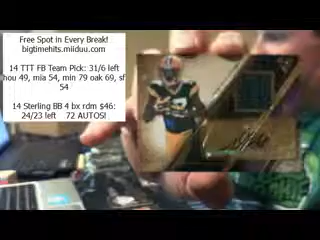 Free Spot in Every Break!
bigtimehits.miiduu.com
14 TTT FB Team Pick: 31/6 left
hou 49, mia 54, min 79 oak 69, sf
54
14 Sterling BB 4 bx rdm $46:
24/23 left 72 AUTOS!